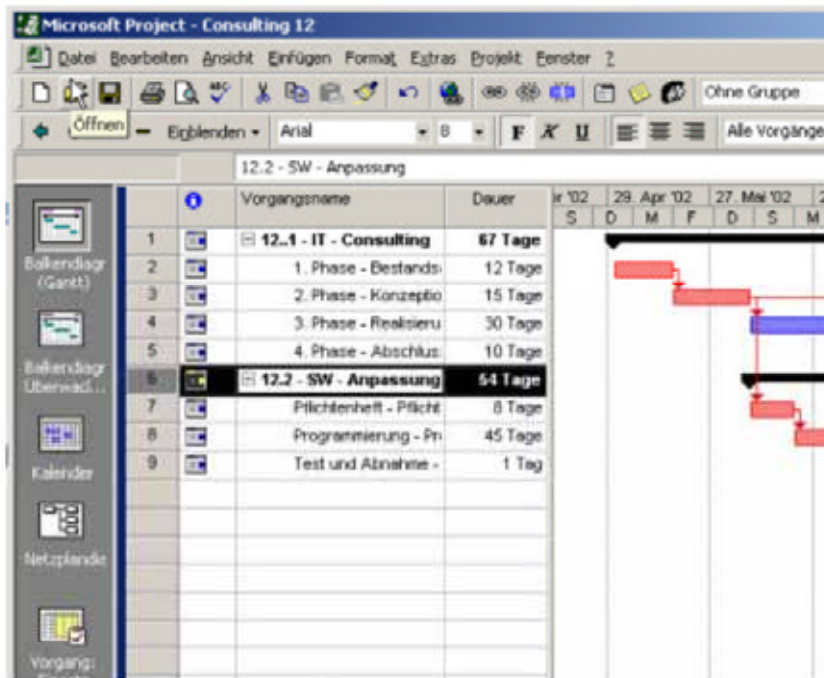 Microsoft Project - Consulting 12
Datei Bearbeiten Ansicht Einfügen Format Extras Projekt Fenster ?
Ohne Gruppe
Öffnen
Einblenden Arial 8 F K U Alle Vorgänge
12.2 - SW - Anpassung
Vorgangsname Dauer r '02 29. Apr '02 27. Mai '02 2
S D M F D S M
1 12..1 - IT - Consulting 67 Tage
2 1. Phase - Bestands 12 Tage
3 2. Phase - Konzeptio 15 Tage
4 3. Phase - Realisieru 30 Tage
5 4. Phase - Abschlus 10 Tage
6 12.2 - SW - Anpassung 54 Tage
7 Pflichtenheft - Pflicht 8 Tage
8 Programmierung - Pr 45 Tage
9 Test und Abnahme - 1 Tag
Balkendiagr
(Gantt)
Balkendiagr
Überwacl...
Kalender
Netzplandie
Vorgang: